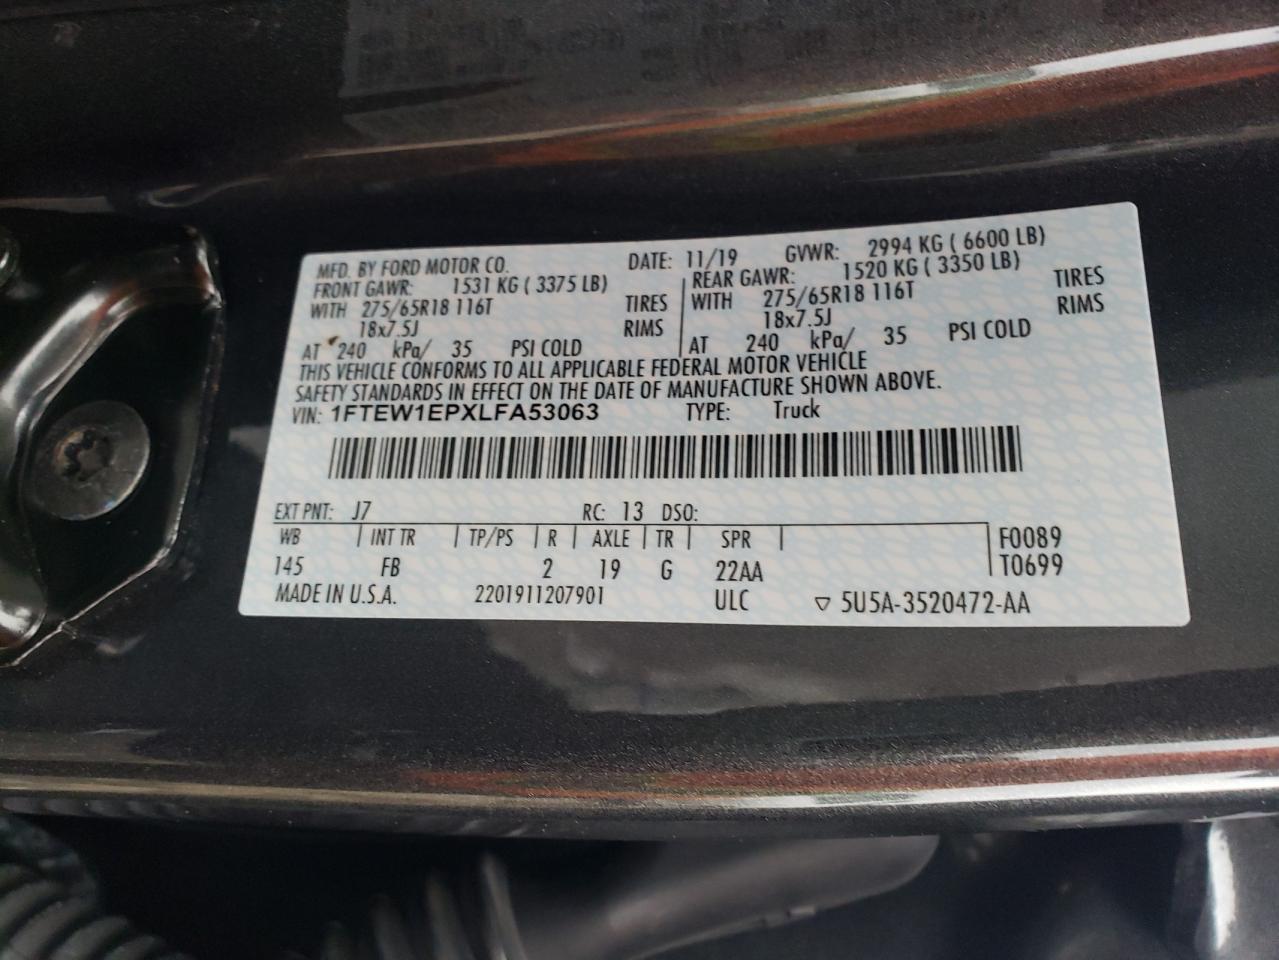 MFD. BY FORD MOTOR CO. DATE: 11/19 GVWR: 2994 KG ( 6600 LB)
FRONT GAWR: 1531 KG ( 3375 LB) REAR GAWR: 1520 KG ( 3350 LB)
WITH 275/65R18 116T TIRES WITH 275/65R18 116T TIRES
18x7.5J RIMS 18x7.5J RIMS
AT 240 kPa/ 35 PSI COLD AT 240 kPa/ 35 PSI COLD
THIS VEHICLE CONFORMS TO ALL APPLICABLE FEDERAL MOTOR VEHICLE
SAFETY STANDARDS IN EFFECT ON THE DATE OF MANUFACTURE SHOWN ABOVE.
VIN: 1FTEW1EPXLFA53063 TYPE: Truck
EXT PNT: J7 RC: 13 DSO:
WB INT TR TP/PS R AXLE TR SPR F0089
145 FB 2 19 G 22AA T0699
MADE IN U.S.A. 2201911207901 ULC ▽ 5U5A-3520472-AA